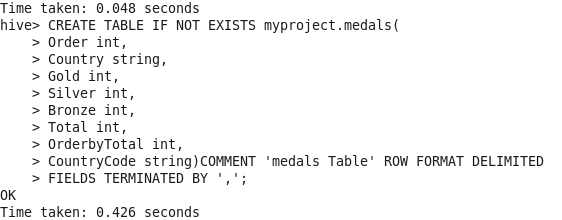 Time taken: 0.048 seconds
hive> CREATE TABLE IF NOT EXISTS myproject.medals(
    > Order int,
    > Country string,
    > Gold int,
    > Silver int,
    > Bronze int,
    > Total int,
    > OrderbyTotal int,
    > CountryCode string)COMMENT 'medals Table' ROW FORMAT DELIMITED
    > FIELDS TERMINATED BY ',';
OK
Time taken: 0.426 seconds